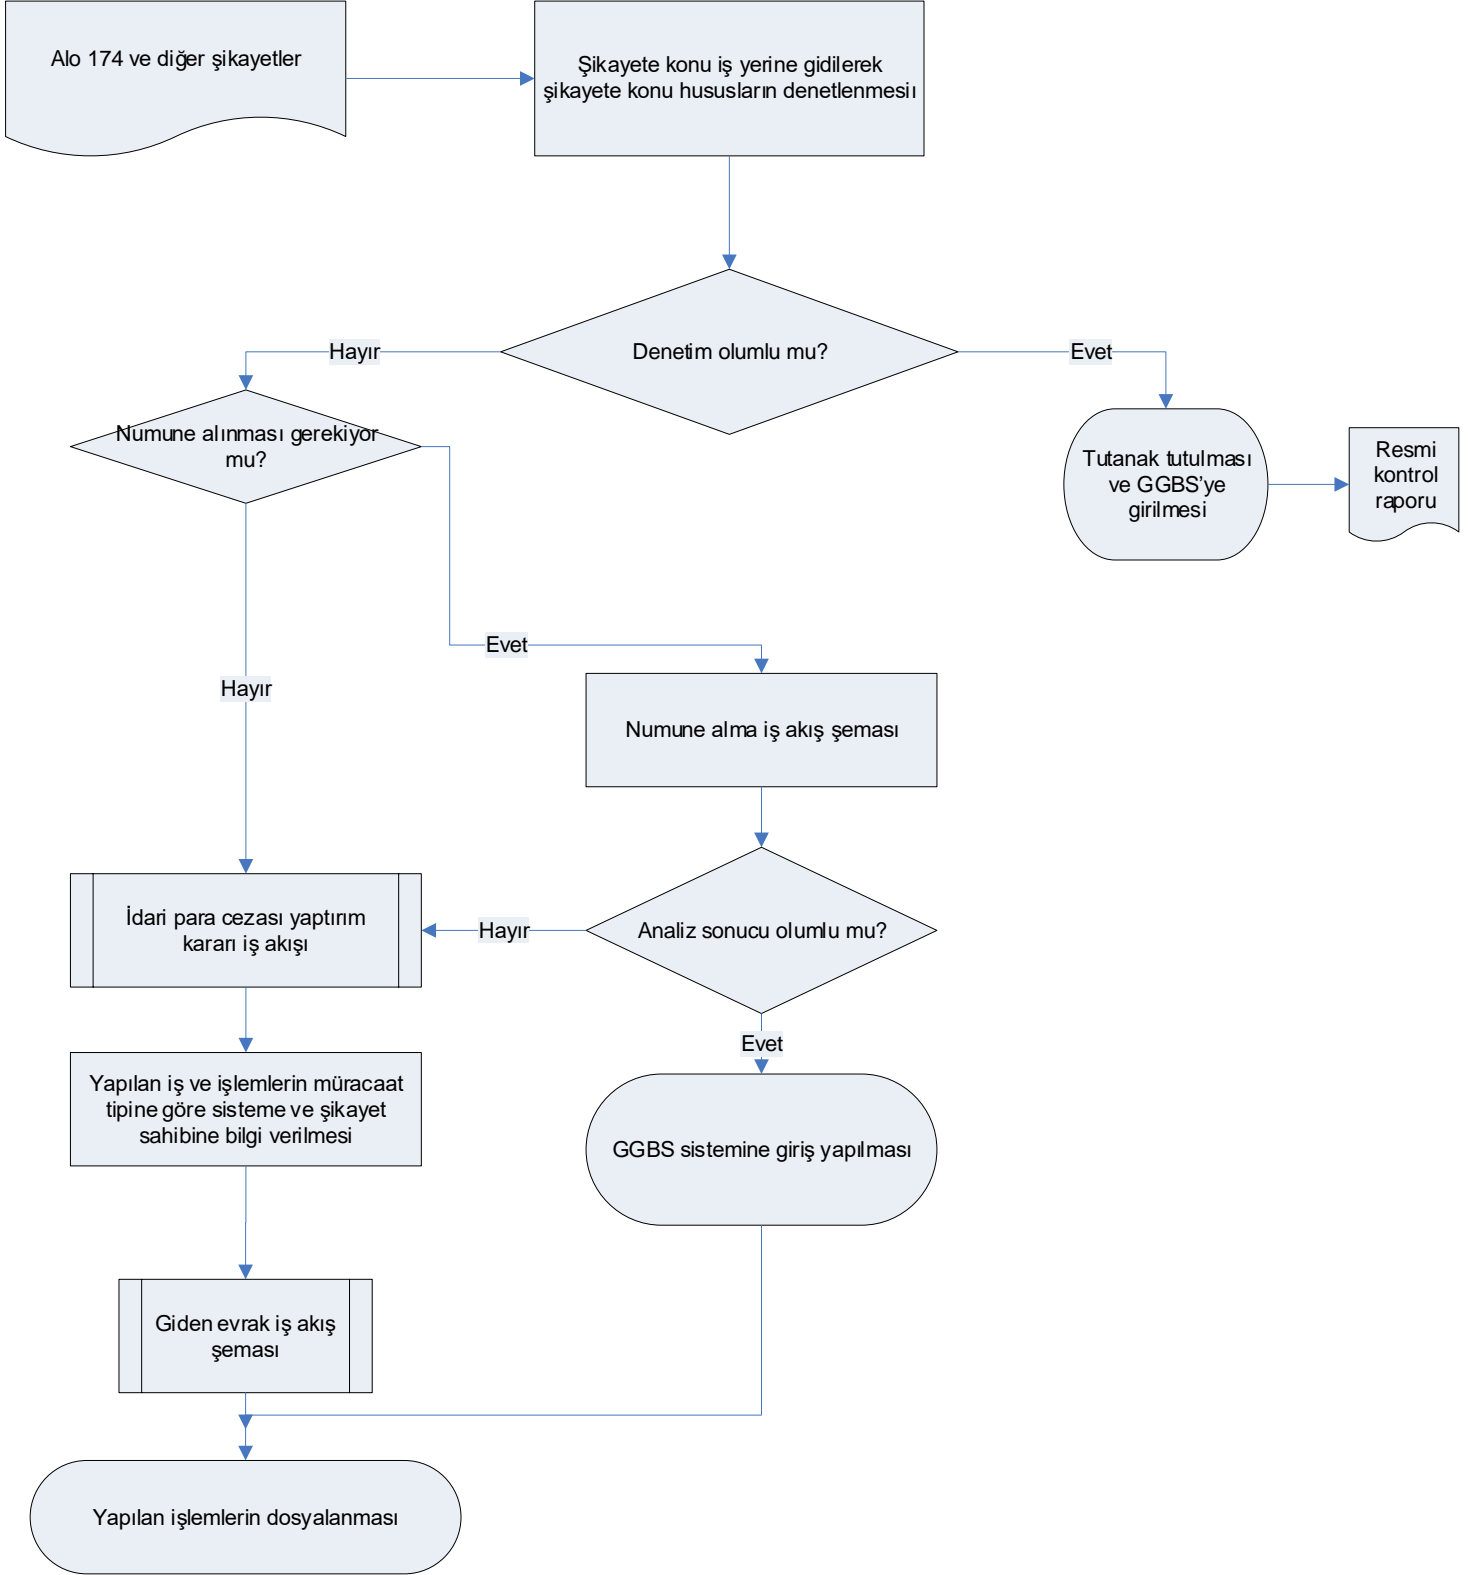 Alo 174 ve diğer şikayetler
Şikayete konu iş yerine gidilerek
şikayete konu hususların denetlenmesiı
Denetim olumlu mu?
Hayır
Evet
Numune alınması gerekiyor
mu?
Tutanak tutulması
ve GGBS’ye
girilmesi
Resmi
kontrol
raporu
Evet
Hayır
Numune alma iş akış şeması
İdari para cezası yaptırım
kararı iş akışı
Hayır
Analiz sonucu olumlu mu?
Evet
Yapılan iş ve işlemlerin müracaat
tipine göre sisteme ve şikayet
sahibine bilgi verilmesi
GGBS sistemine giriş yapılması
Giden evrak iş akış
şeması
Yapılan işlemlerin dosyalanması